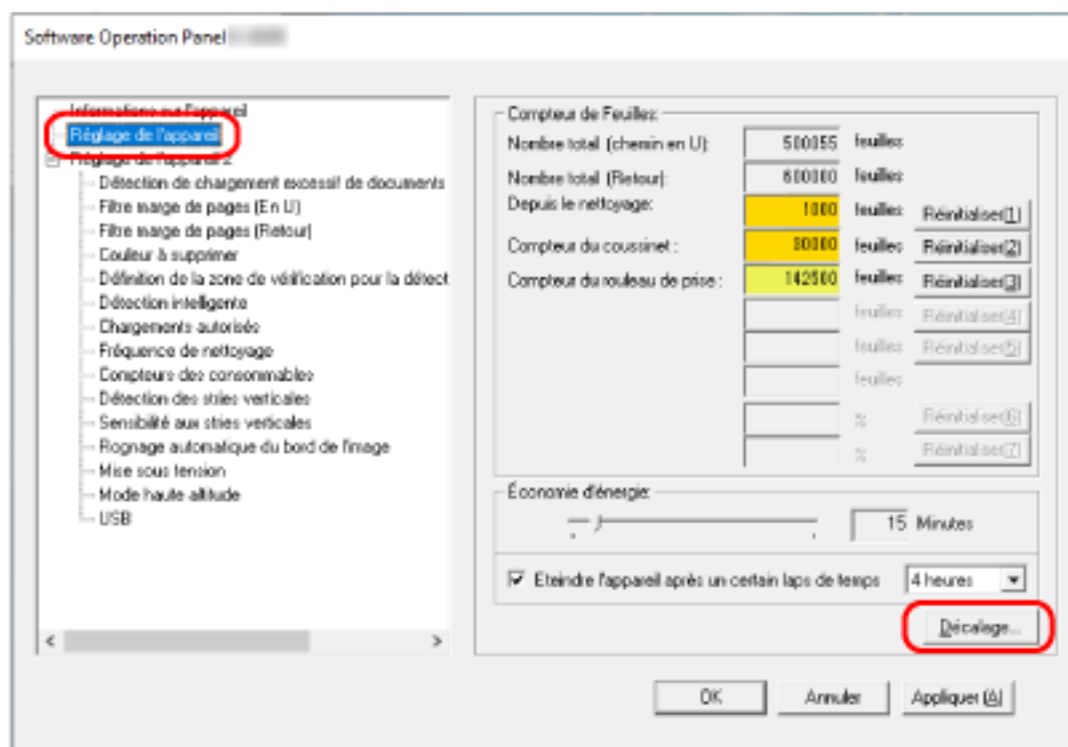 Software Operation Panel
Informations sur l'appareil
Réglage de l'appareil
Réglage de l'appareil 2
Détection de chargement excessif de documents
Filtre marge de pages (En U)
Filtre marge de pages (Retour)
Couleur à supprimer
Définition de la zone de vérification pour la détect
Détection intelligente
Chargements autorisés
Fréquence de nettoyage
Compteurs des consommables
Détection des stries verticales
Sensibilité aux stries verticales
Rognage automatique du bord de l'image
Mise sous tension
Mode haute altitude
USB
Compteur de Feuilles:
Nombre total (chemin en U): 500055 feuilles
Nombre total (Retour): 600000 feuilles
Depuis le nettoyage: 1000 feuilles Réinitialiser(1)
Compteur du coussinet : 30000 feuilles Réinitialiser(2)
Compteur du rouleau de prise : 142500 feuilles Réinitialiser(3)
feuilles Réinitialiser(4)
feuilles Réinitialiser(5)
feuilles
% Réinitialiser(6)
% Réinitialiser(7)
Économie d'énergie:
15 Minutes
Eteindre l'appareil après un certain laps de temps 4 heures
Décalage...
OK Annuler Appliquer (A)